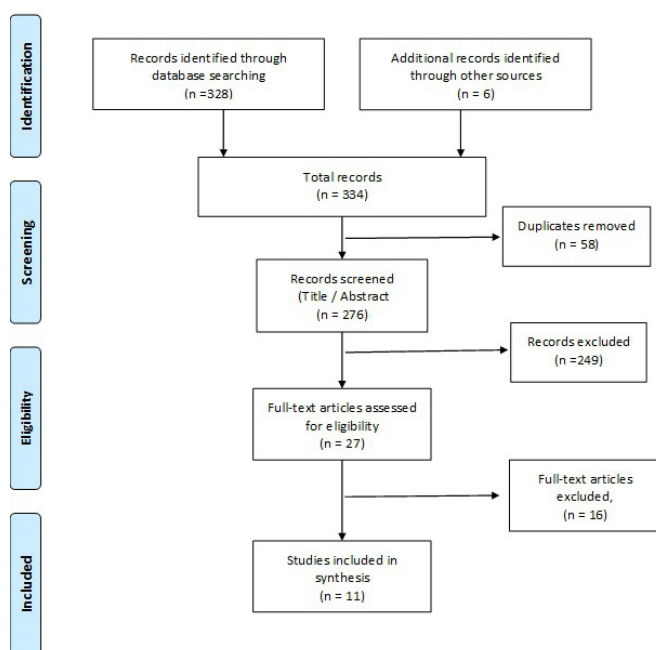 Identification
Records identified through
database searching
(n =328)
Additional records identified
through other sources
(n = 6)
Total records
(n = 334)
Screening
Duplicates removed
(n = 58)
Records screened
(Title / Abstract
(n = 276)
Records excluded
(n =249)
Eligibility
Full-text articles assessed
for eligibility
(n = 27)
Full-text articles
excluded,
(n = 16)
Included
Studies included in
synthesis
(n = 11)